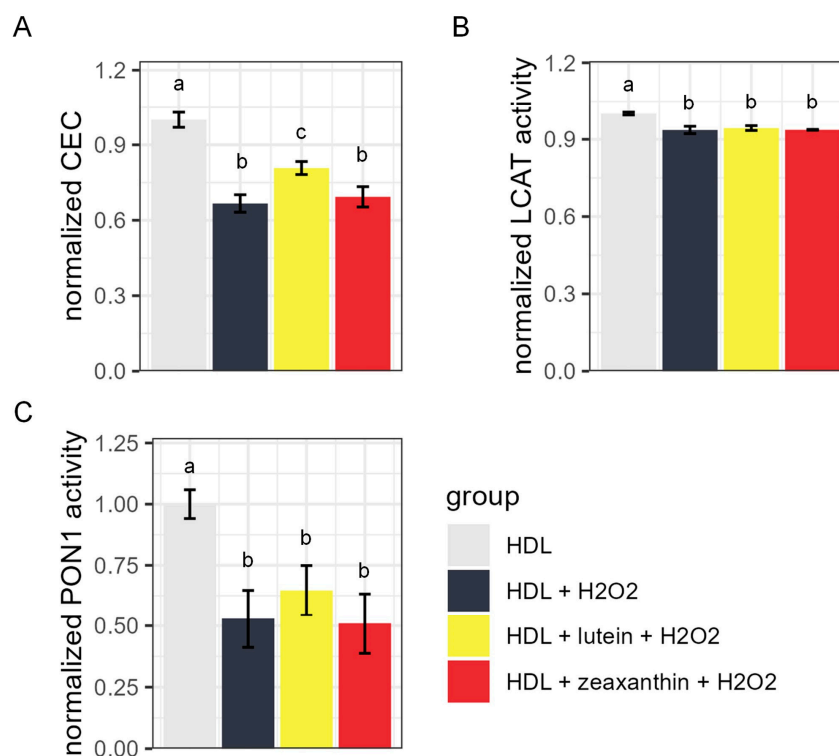 A
normalized CEC
1.2
0.9
0.6
0.3
0.0
a
b
c
b
B
normalized LCAT activity
1.2
0.9
0.6
0.3
0.0
a
b
b
b
C
normalized PON1 activity
1.25
1.00
0.75
0.50
0.25
0.00
a
b
b
b
group
HDL
HDL + H2O2
HDL + lutein + H2O2
HDL + zeaxanthin + H2O2